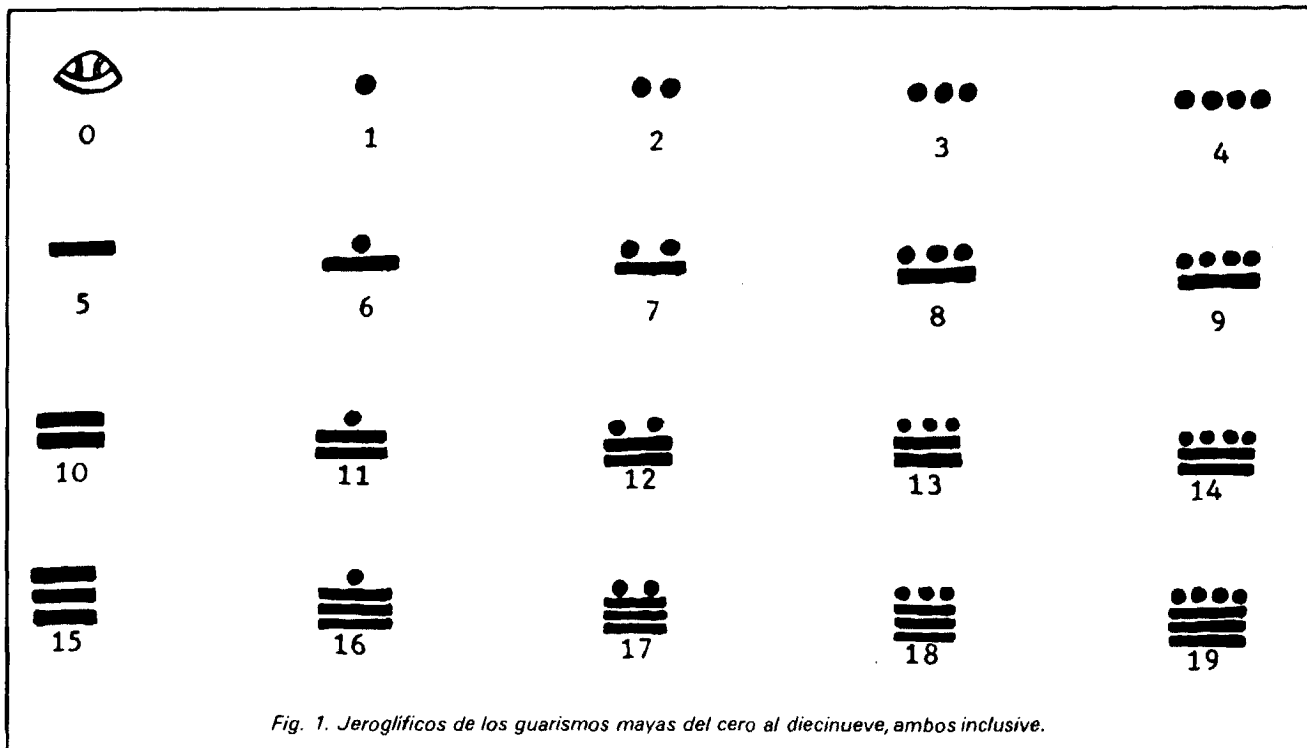 0 1 2 3 4
5 6 7 8 9
10 11 12 13 14
15 16 17 18 19
Fig. 1. Jeroglíficos de los guarismos mayas del cero al diecinueve, ambos inclusive.